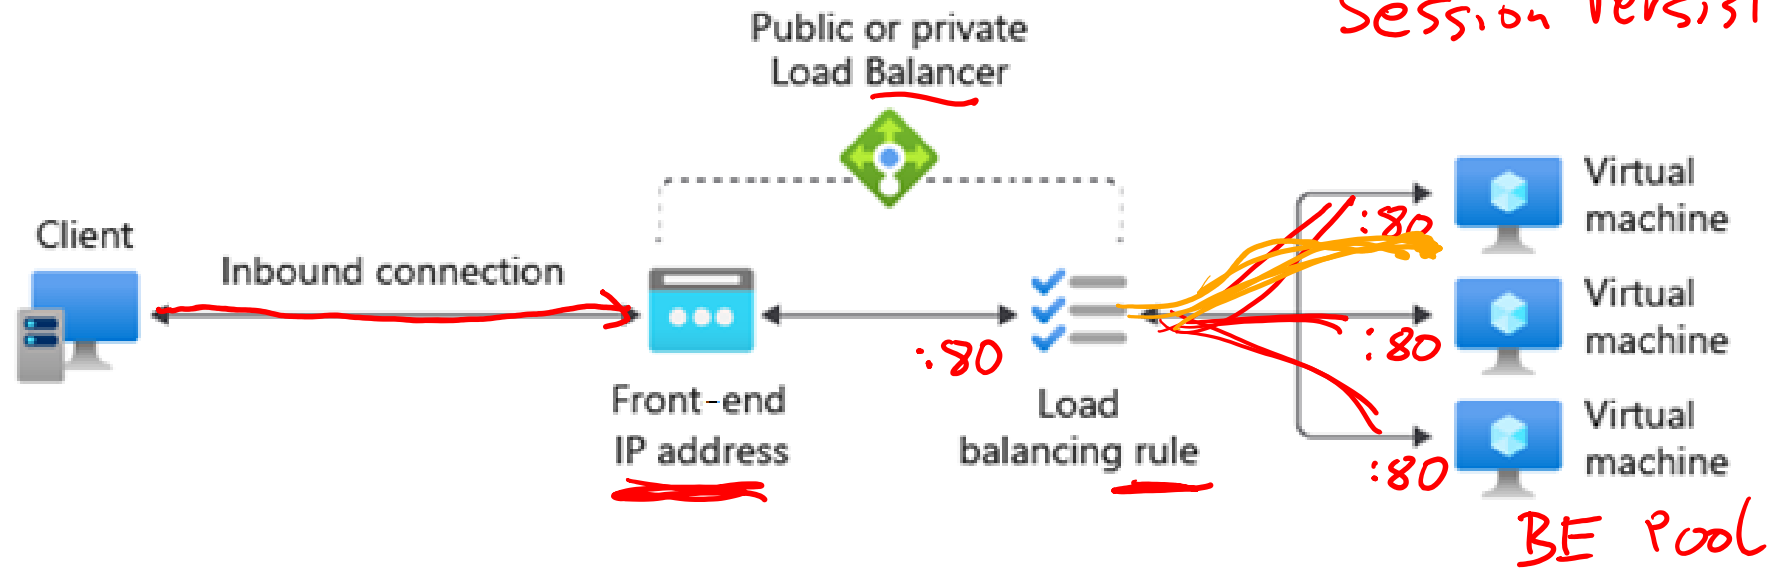 Session Persist
Public or private
Load Balancer
Client
Inbound connection
Front-end
IP address
:80
Load
balancing rule
:80
Virtual
machine
:80
Virtual
machine
:80
Virtual
machine
BE Pool